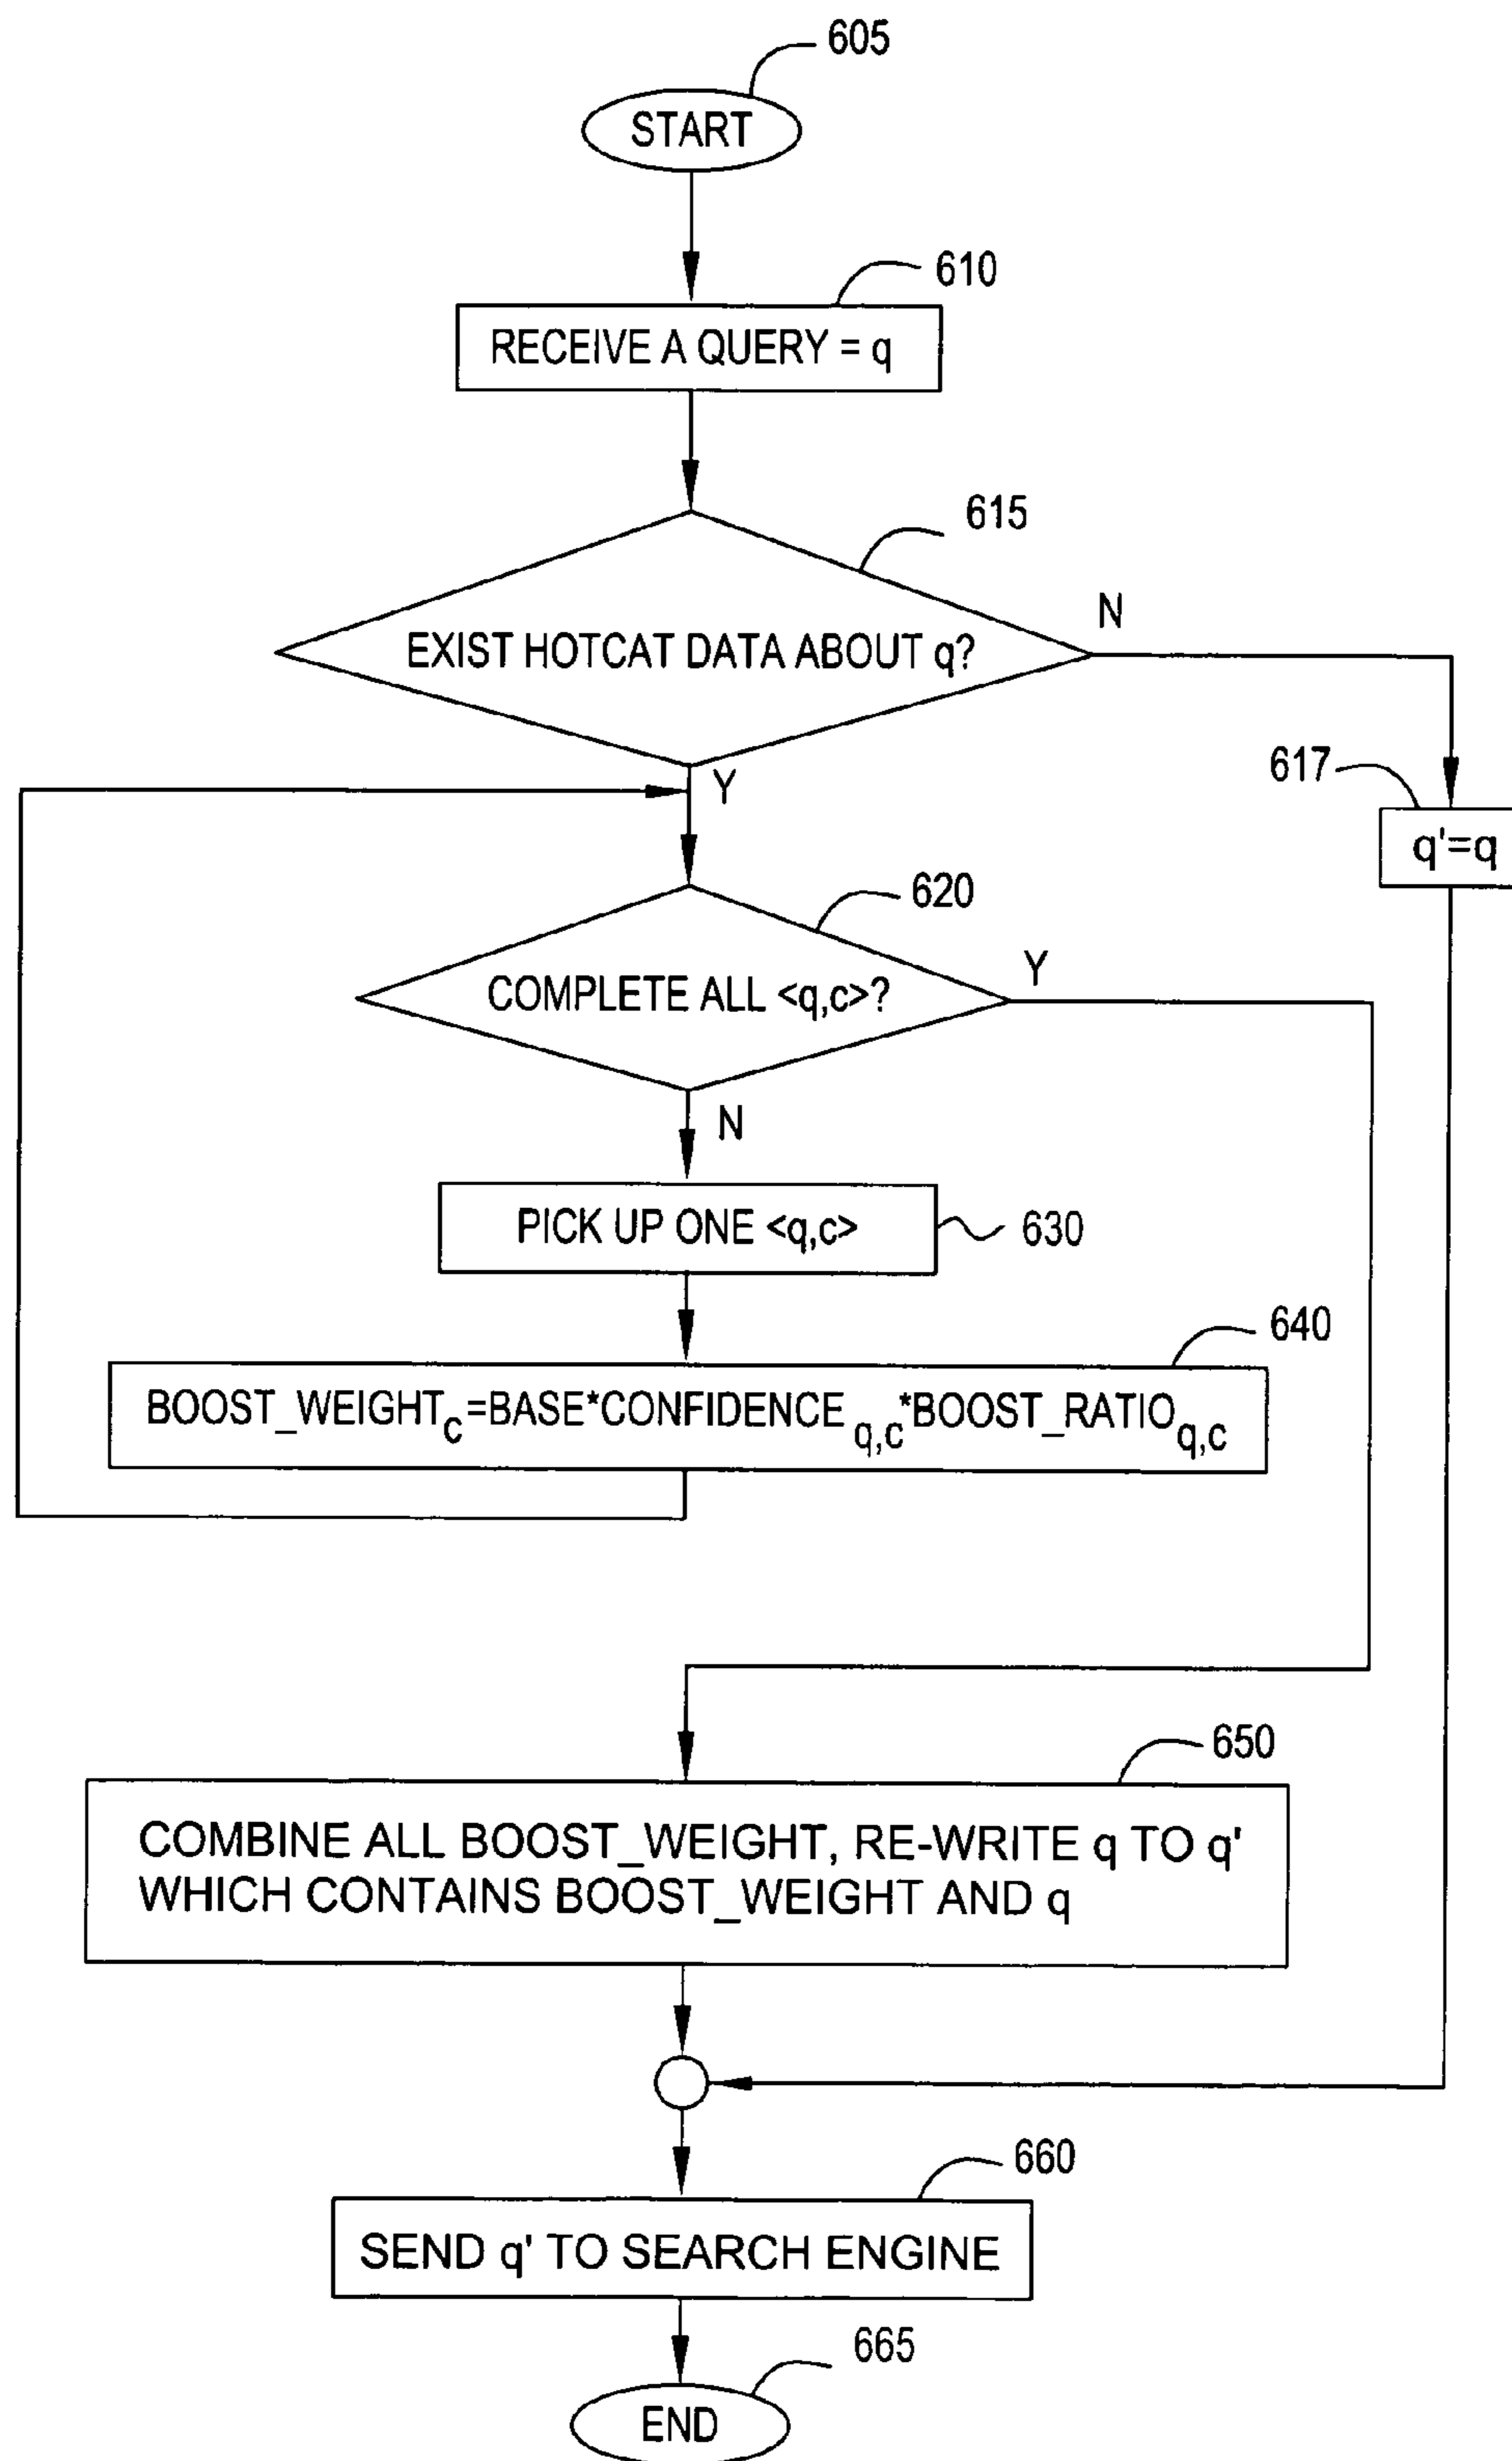 605
START
610
RECEIVE A QUERY = q
615
EXIST HOTCAT DATA ABOUT q?
N
Y
617
q'=q
620
COMPLETE ALL <q,c>?
Y
N
PICK UP ONE <q,c>
630
640
BOOST_WEIGHTc=BASE*CONFIDENCE q,c*BOOST_RATIOq,c
650
COMBINE ALL BOOST_WEIGHT, RE-WRITE q TO q'
WHICH CONTAINS BOOST_WEIGHT AND q
660
SEND q' TO SEARCH ENGINE
665
END